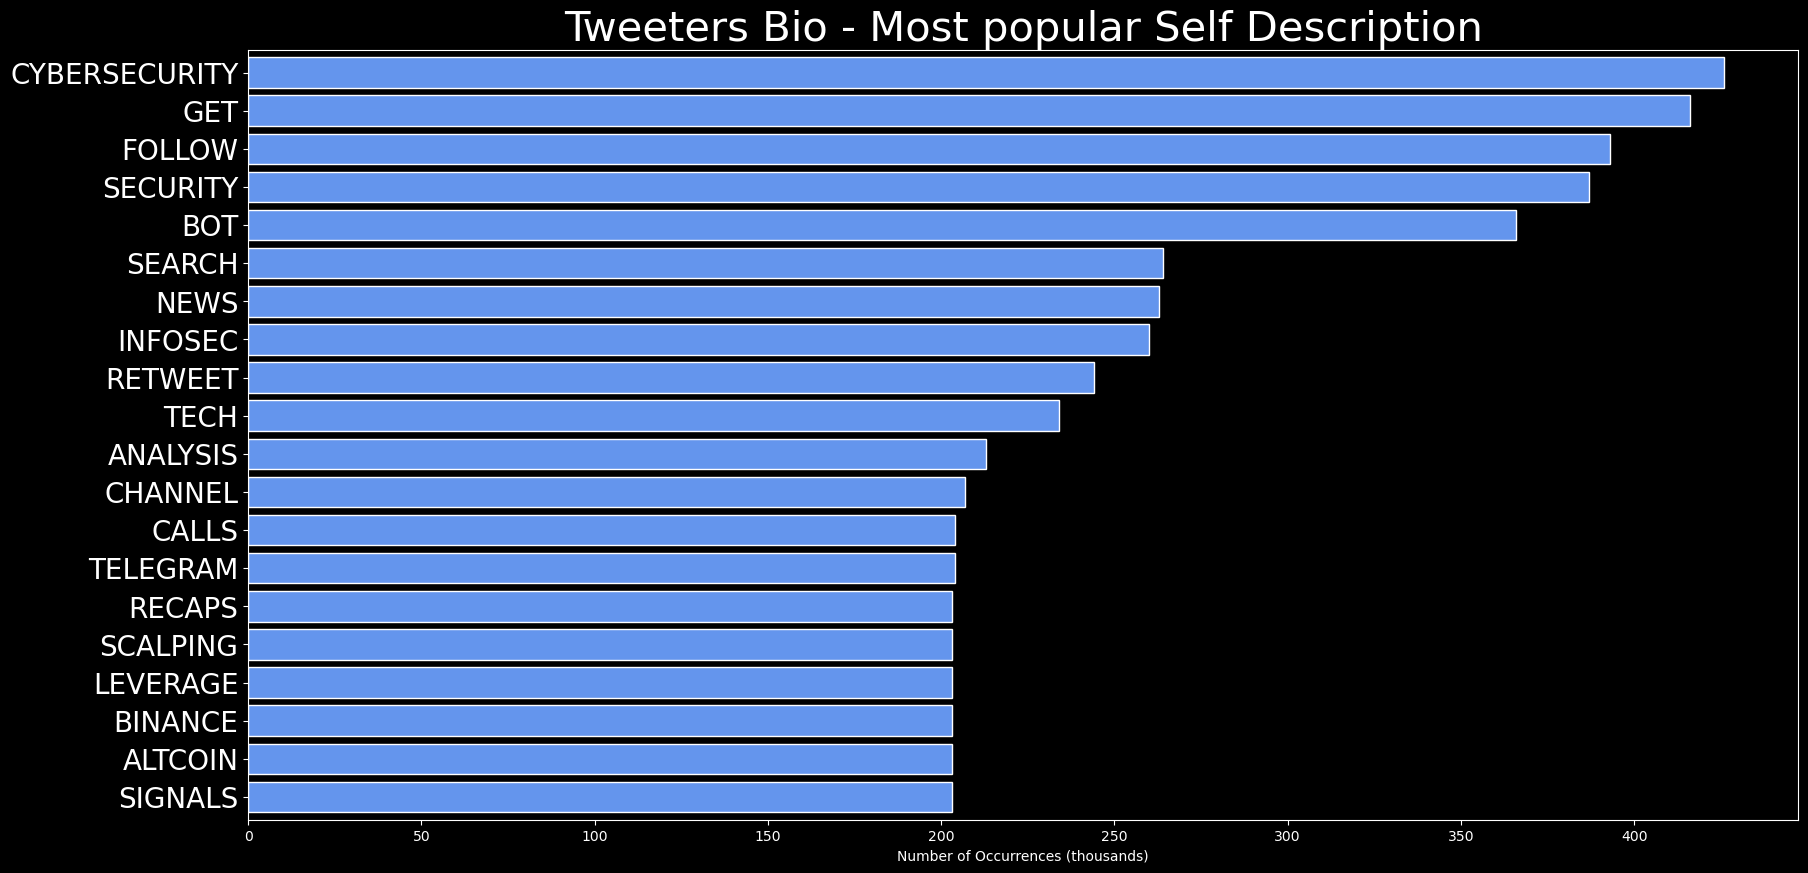 Tweeters Bio - Most popular Self Description
CYBERSECURITY
GET
FOLLOW
SECURITY
BOT
SEARCH
NEWS
INFOSEC
RETWEET
TECH
ANALYSIS
CHANNEL
CALLS
TELEGRAM
RECAPS
SCALPING
LEVERAGE
BINANCE
ALTCOIN
SIGNALS
0 50 100 150 200 250 300 350 400
Number of Occurrences (thousands)